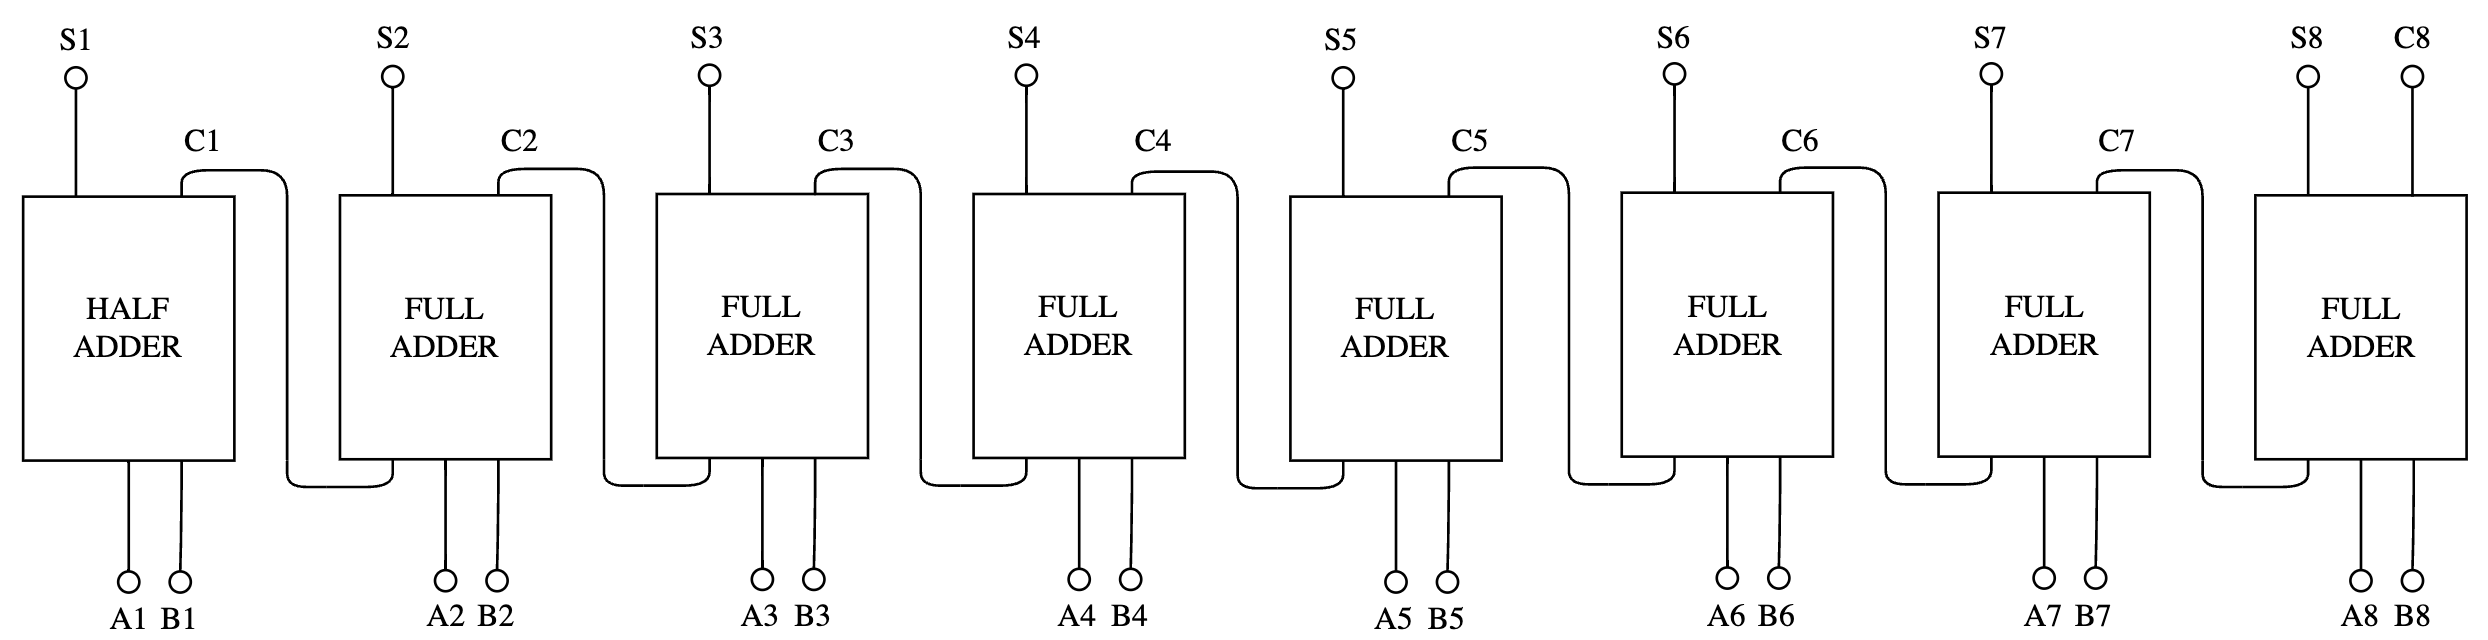 S1 S2 S3 S4 S5 S6 S7 S8 C8
C1 C2 C3 C4 C5 C6 C7
HALF FULL FULL FULL FULL FULL FULL FULL
ADDER ADDER ADDER ADDER ADDER ADDER ADDER ADDER
A1 B1 A2 B2 A3 B3 A4 B4 A5 B5 A6 B6 A7 B7 A8 B8